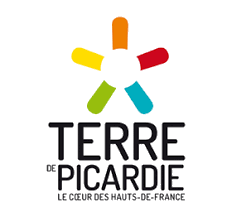 TERRE
DE PICARDIE
LE CŒUR DES HAUTS-DE-FRANCE